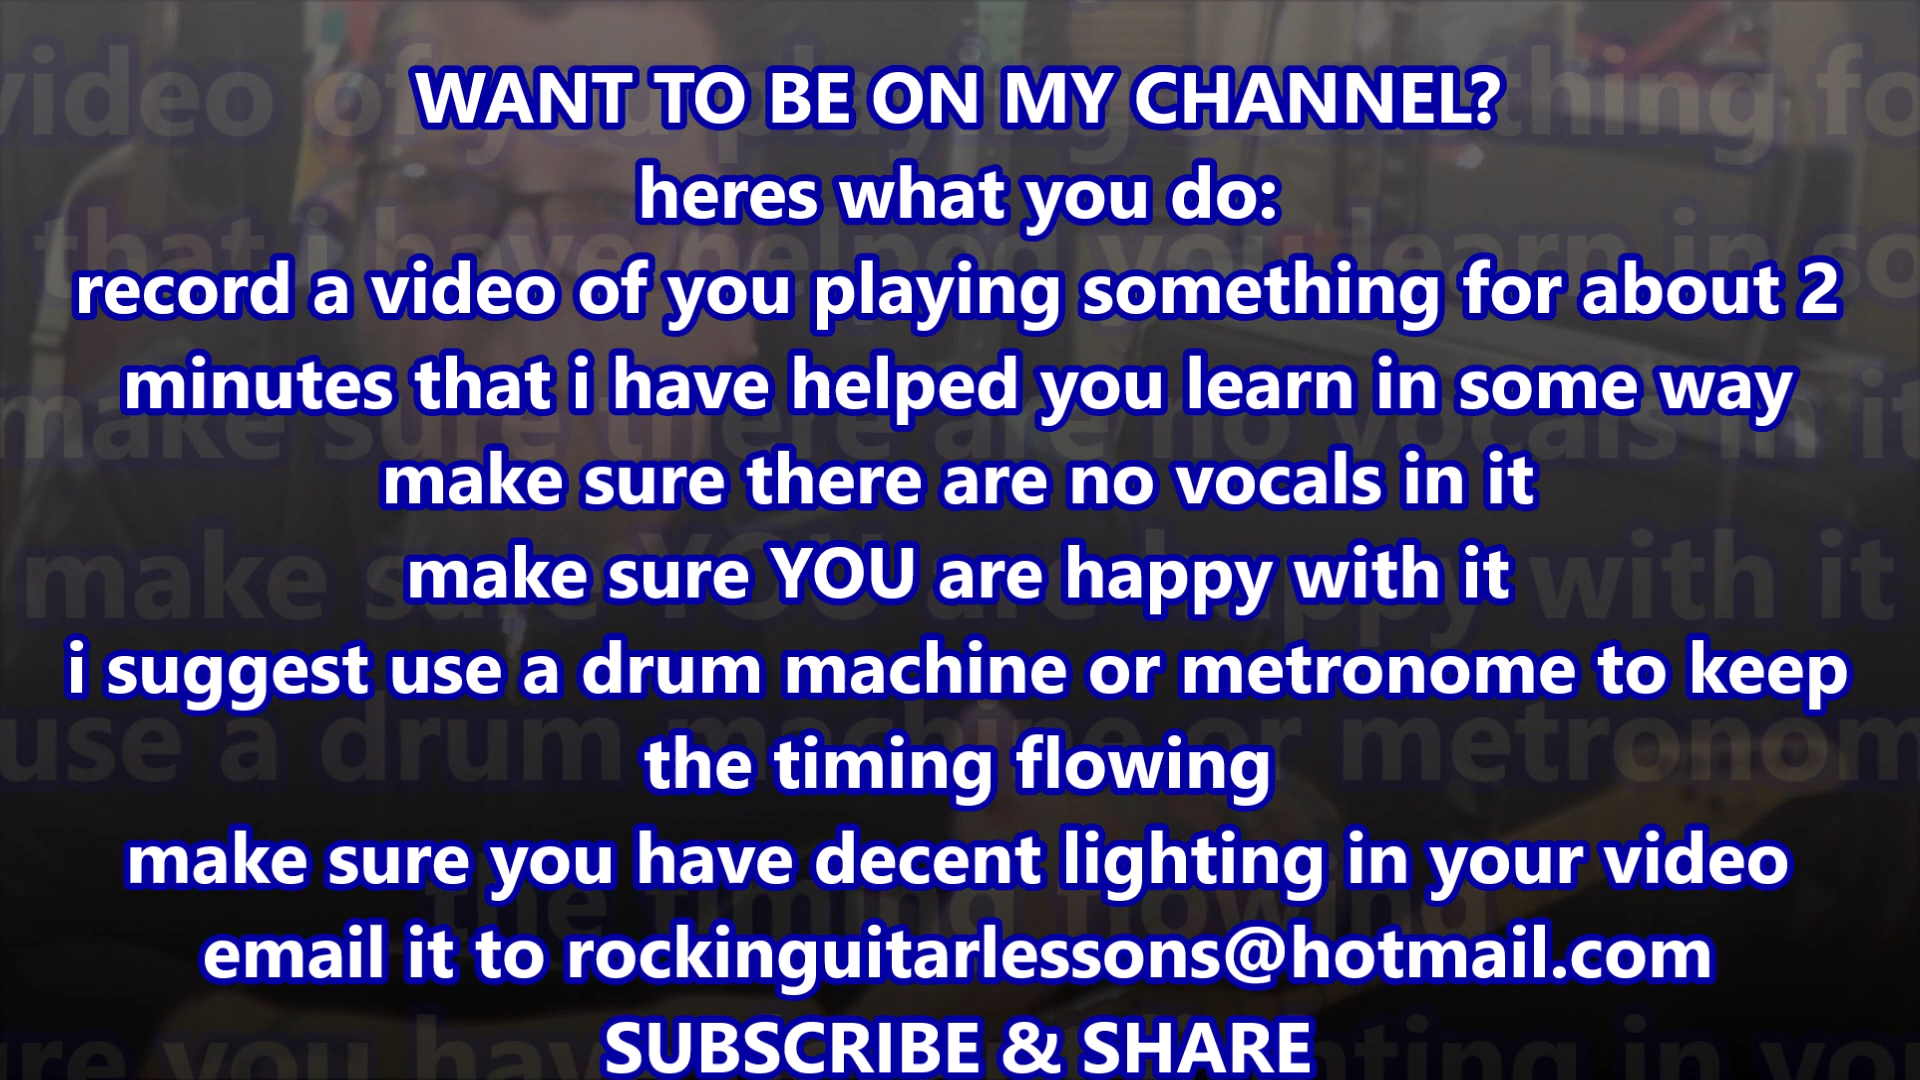 WANT TO BE ON MY CHANNEL?
heres what you do:
record a video of you playing something for about 2
minutes that i have helped you learn in some way
make sure there are no vocals in it
make sure YOU are happy with it
i suggest use a drum machine or metronome to keep
the timing flowing
make sure you have decent lighting in your video
email it to rockinguitarlessons@hotmail.com
SUBSCRIBE & SHARE